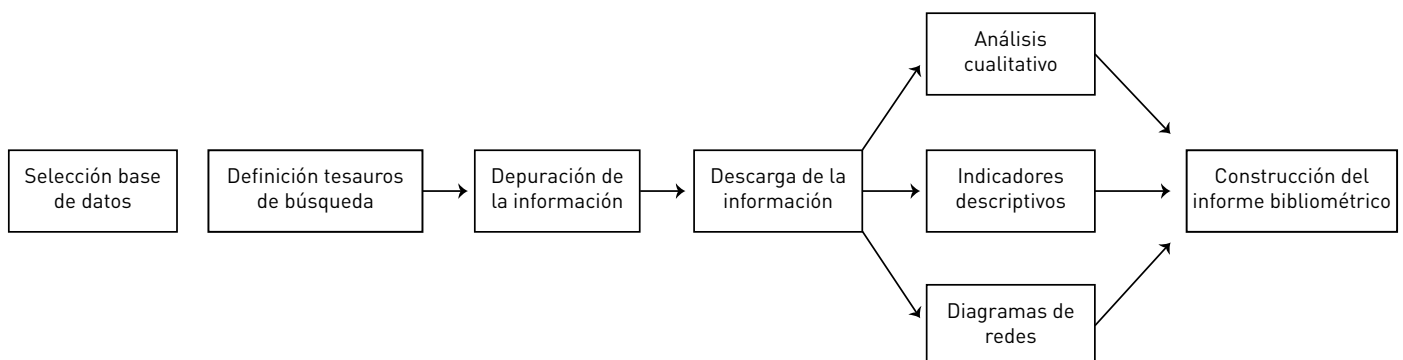 Selección base
de datos
Definición tesauros
de búsqueda
Depuración de
la información
Descarga de la
información
Análisis
cualitativo
Indicadores
descriptivos
Diagramas de
redes
Construcción del
informe bibliométrico